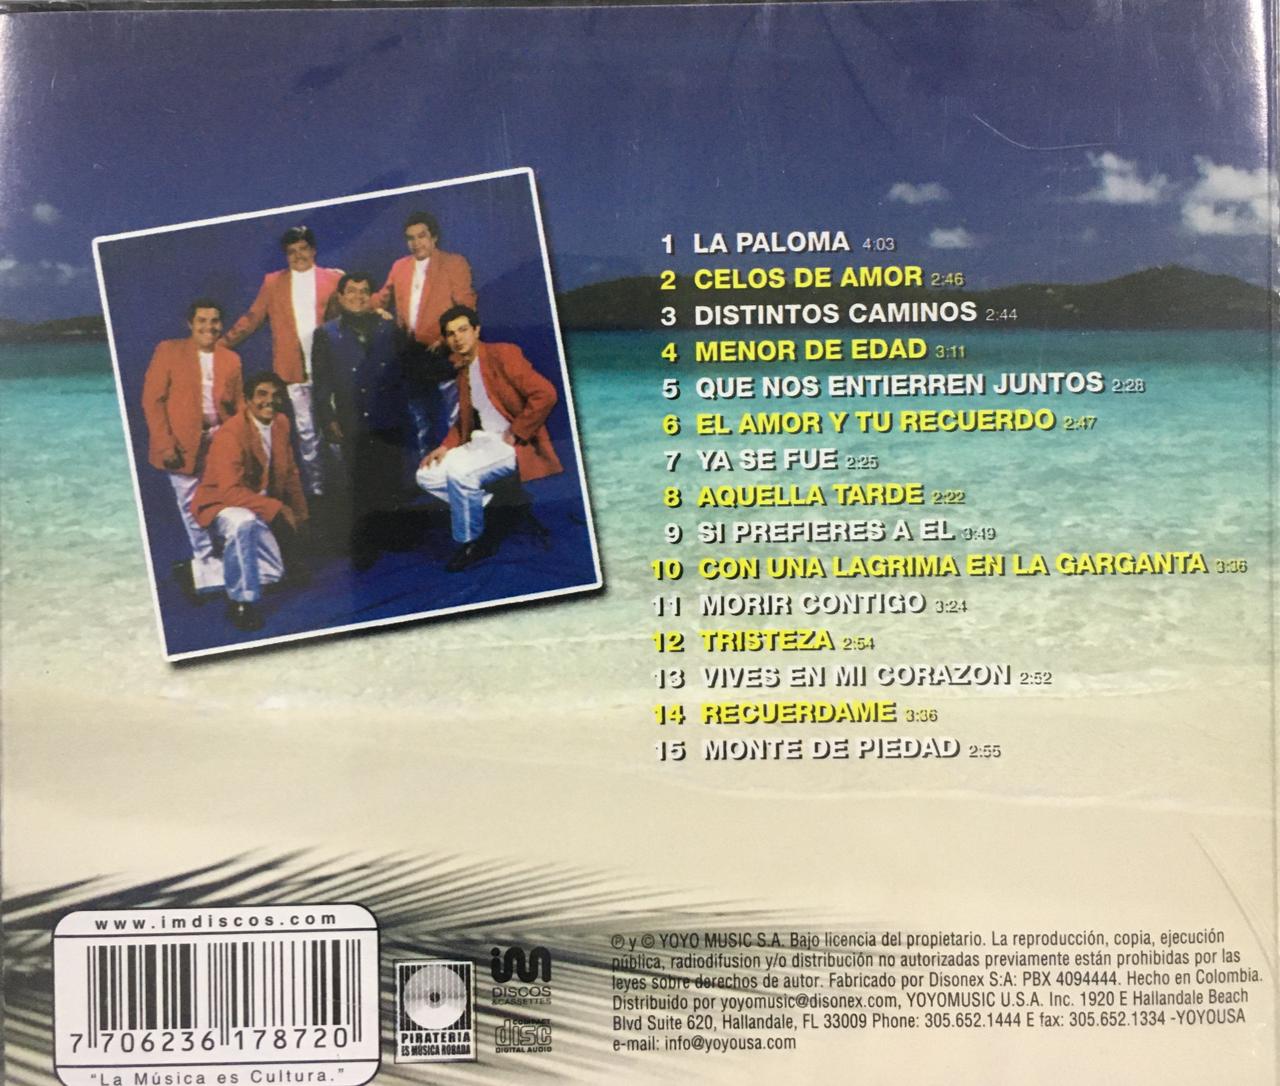 1 LA PALOMA 4:03
2 CELOS DE AMOR 2:46
3 DISTINTOS CAMINOS 2:44
4 MENOR DE EDAD 3:11
5 QUE NOS ENTIERREN JUNTOS 2:28
6 EL AMOR Y TU RECUERDO 2:47
7 YA SE FUE 2:25
8 AQUELLA TARDE 2:22
9 SI PREFIERES A EL 3:49
10 CON UNA LAGRIMA EN LA GARGANTA 3:36
11 MORIR CONTIGO 3:24
12 TRISTEZA 2:54
13 VIVES EN MI CORAZON 2:52
14 RECUERDAME 3:36
15 MONTE DE PIEDAD 2:55
www.imdiscos.com
7 706236 178720
"La Música es Cultura."
PIRATERIA
ES MÚSICA ROBADA
iM
DISCOS
& CASSETTES
COMPACT
disc
DIGITAL AUDIO
℗ y © YOYO MUSIC S.A. Bajo licencia del propietario. La reproducción, copia, ejecución
pública, radiodifusion y/o distribución no autorizadas previamente están prohibidas por las
leyes sobre derechos de autor. Fabricado por Disonex S:A: PBX 4094444. Hecho en Colombia.
Distribuido por yoyomusic@disonex.com, YOYOMUSIC U.S.A. Inc. 1920 E Hallandale Beach
Blvd Suite 620, Hallandale, FL 33009 Phone: 305.652.1444 E fax: 305.652.1334 -YOYOUSA
e-mail: info@yoyousa.com